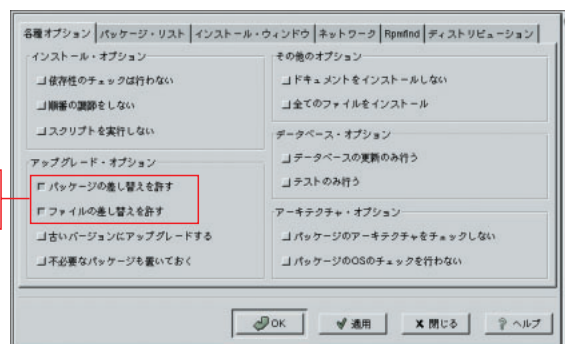 各種オプション パッケージ・リスト インストール・ウィンドウ ネットワーク Rpmfind ディストリビューション
インストール・オプション
依存性のチェックは行わない
順番の調節をしない
スクリプトを実行しない
アップグレード・オプション
パッケージの差し替えを許す
ファイルの差し替えを許す
古いバージョンにアップグレードする
不必要なパッケージも置いておく
その他のオプション
ドキュメントをインストールしない
全てのファイルをインストール
データベース・オプション
データベースの更新のみ行う
テストのみ行う
アーキテクチャ・オプション
パッケージのアーキテクチャをチェックしない
パッケージのOSのチェックを行わない
OK 適用 閉じる ヘルプ